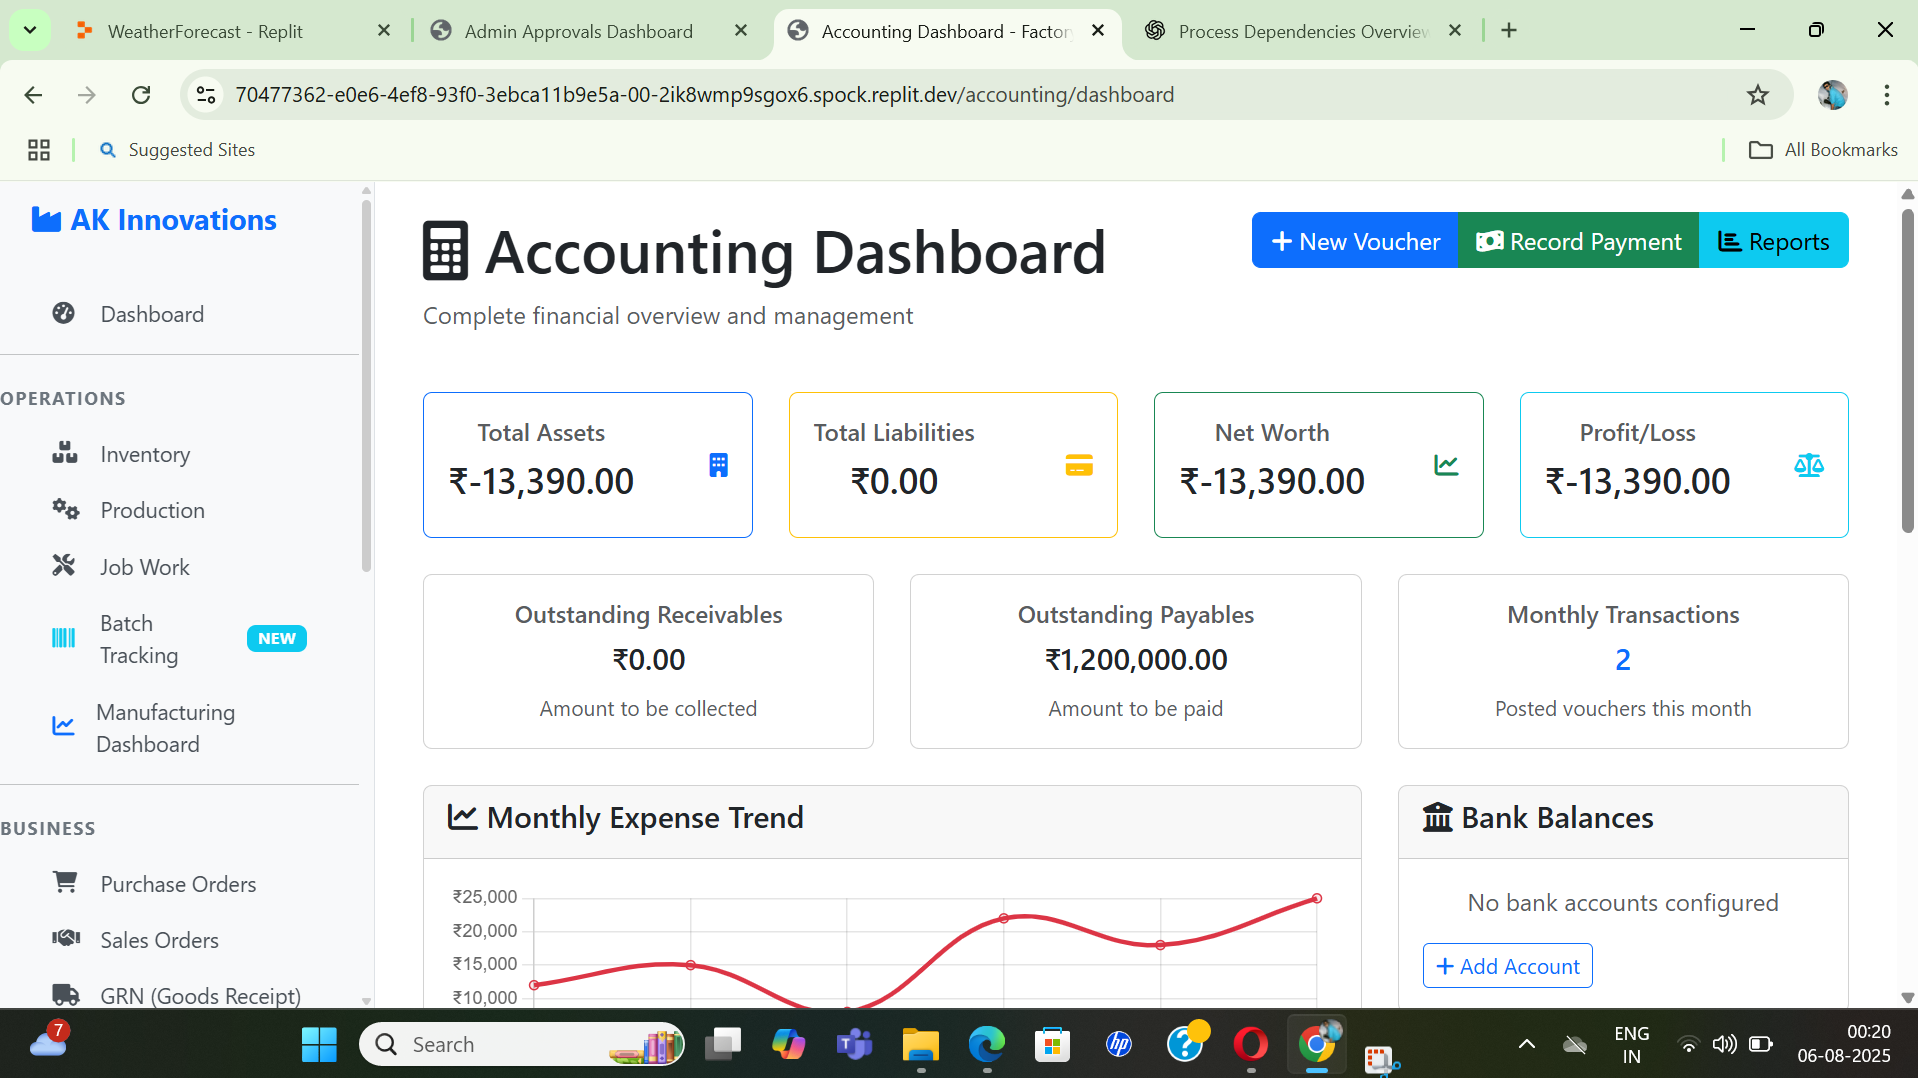 WeatherForecast - Replit
Admin Approvals Dashboard
Accounting Dashboard - Factory
Process Dependencies Overview
70477362-e0e6-4ef8-93f0-3ebca11b9e5a-00-2ik8wmp9sgox6.spock.replit.dev/accounting/dashboard
Suggested Sites
All Bookmarks
AK Innovations
Dashboard
OPERATIONS
Inventory
Production
Job Work
Batch
Tracking
NEW
Manufacturing
Dashboard
BUSINESS
Purchase Orders
Sales Orders
GRN (Goods Receipt)
Accounting Dashboard
Complete financial overview and management
New Voucher
Record Payment
Reports
Total Assets
₹-13,390.00
Total Liabilities
₹0.00
Net Worth
₹-13,390.00
Profit/Loss
₹-13,390.00
Outstanding Receivables
₹0.00
Amount to be collected
Outstanding Payables
₹1,200,000.00
Amount to be paid
Monthly Transactions
2
Posted vouchers this month
Monthly Expense Trend
₹25,000
₹20,000
₹15,000
₹10,000
Bank Balances
No bank accounts configured
+ Add Account
7
Search
T
hp
?
ENG
IN
00:20
06-08-2025